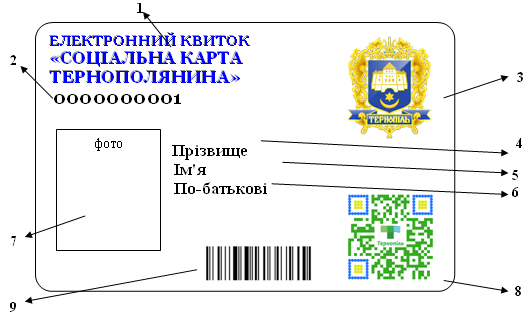 1
ЕЛЕКТРОННИЙ КВИТОК
«СОЦІАЛЬНА КАРТА
ТЕРНОПОЛЯНИНА»
2
0000000001
3
ТЕРНОПІЛЬ
фото
4
Прізвище
5
Ім'я
6
По-батькові
7
Тернопіль
8
9